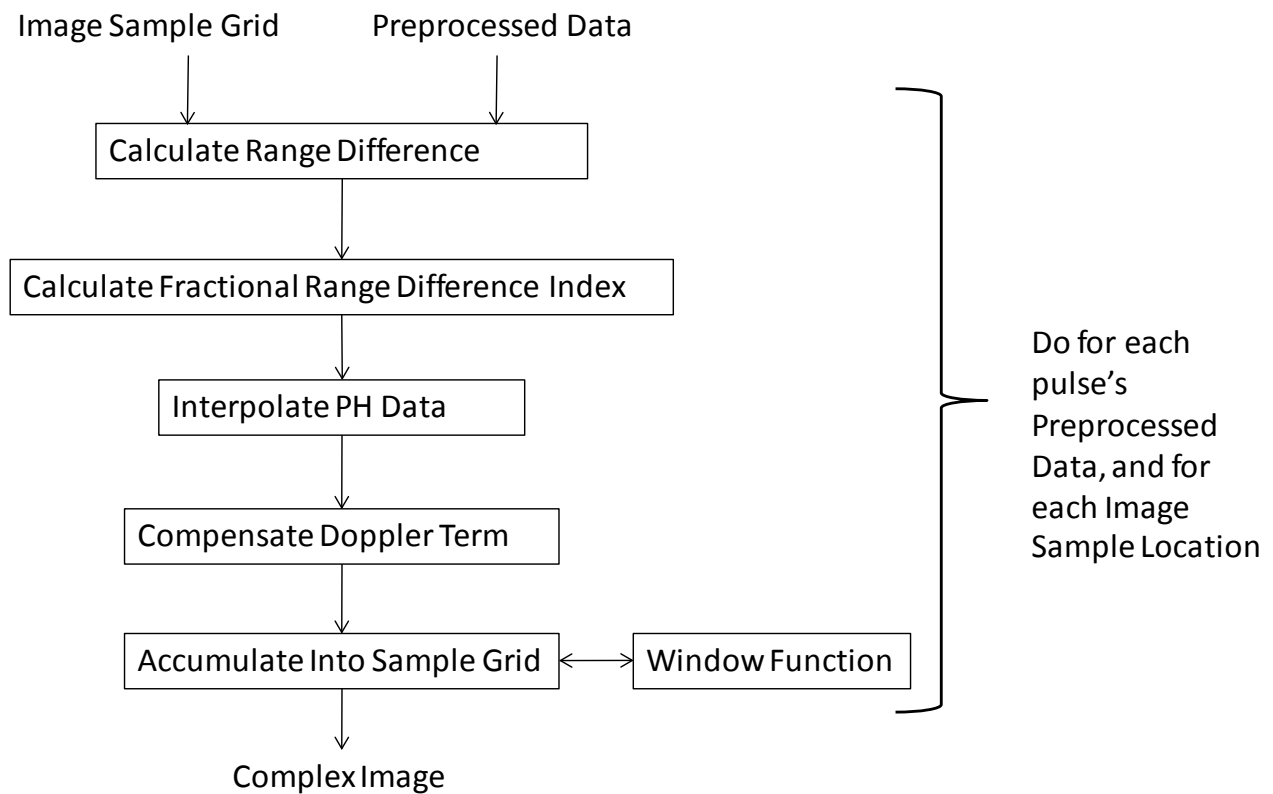 Image Sample Grid
Preprocessed Data
Calculate Range Difference
Calculate Fractional Range Difference Index
Interpolate PH Data
Compensate Doppler Term
Accumulate Into Sample Grid
Window Function
Complex Image
Do for each
pulse’s
Preprocessed
Data, and for
each Image
Sample Location